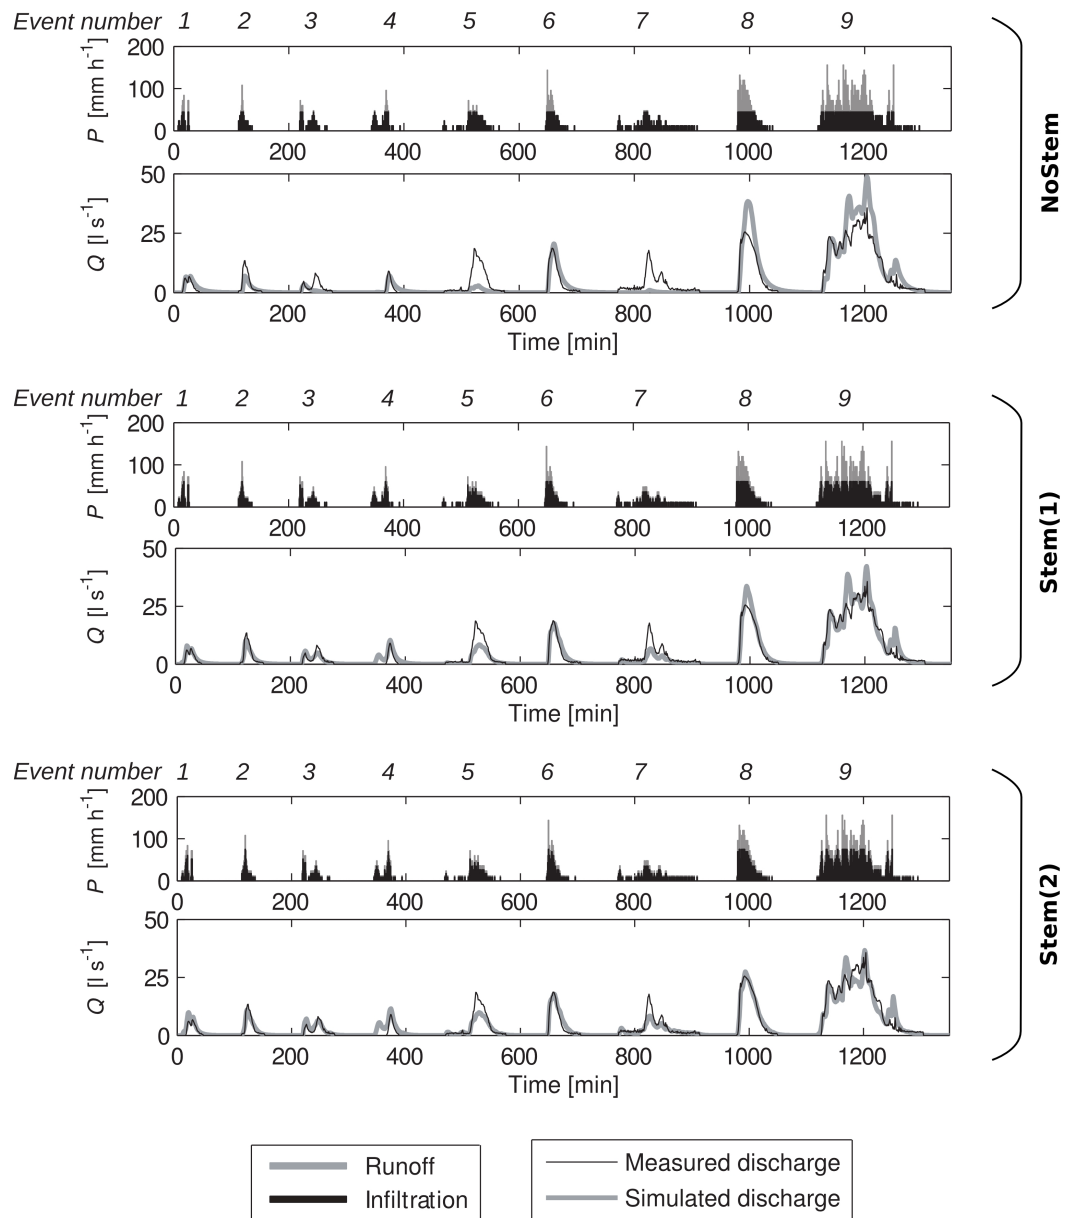 Event number 1 2 3 4 5 6 7 8 9
200
100
0
P [mm h-1]
0 200 400 600 800 1000 1200
50
25
0
Q [l s-1]
0 200 400 600 800 1000 1200
Time [min]
NoStem
Event number 1 2 3 4 5 6 7 8 9
200
100
0
P [mm h-1]
0 200 400 600 800 1000 1200
50
25
0
Q [l s-1]
0 200 400 600 800 1000 1200
Time [min]
Stem(1)
Event number 1 2 3 4 5 6 7 8 9
200
100
0
P [mm h-1]
0 200 400 600 800 1000 1200
50
25
0
Q [l s-1]
0 200 400 600 800 1000 1200
Time [min]
Stem(2)
Runoff
Infiltration
Measured discharge
Simulated discharge